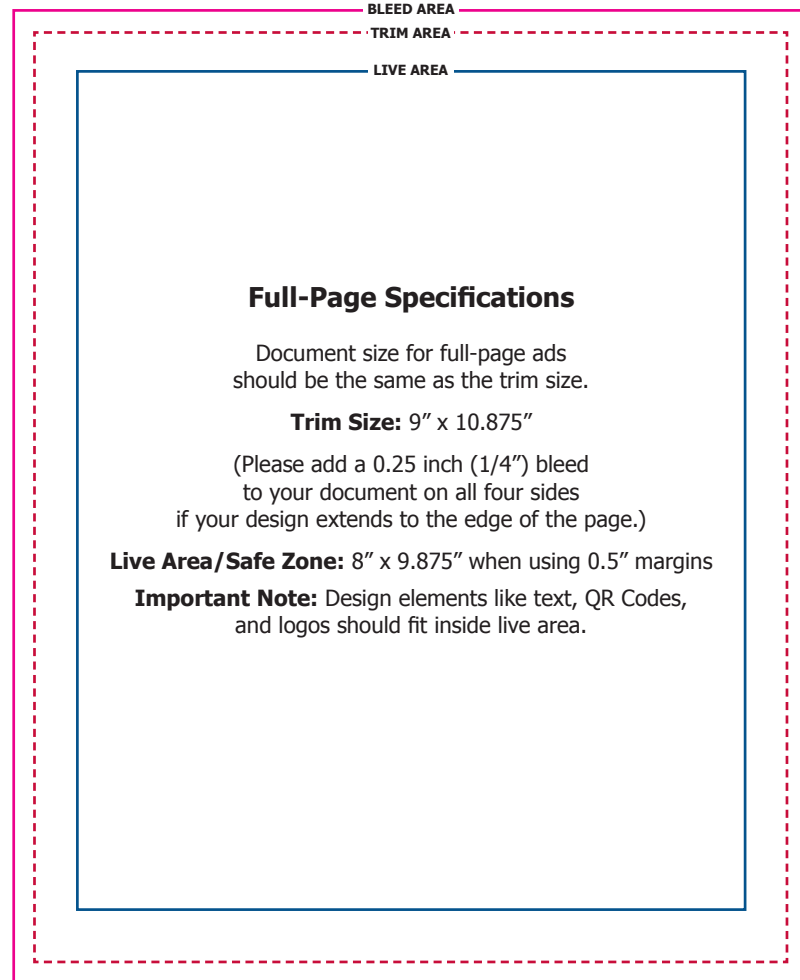 BLEED AREA
TRIM AREA
LIVE AREA
Full-Page Specifications
Document size for full-page ads
should be the same as the trim size.
Trim Size: 9” x 10.875”
(Please add a 0.25 inch (1/4”) bleed
to your document on all four sides
if your design extends to the edge of the page.)
Live Area/Safe Zone: 8” x 9.875” when using 0.5” margins
Important Note: Design elements like text, QR Codes,
and logos should fit inside live area.